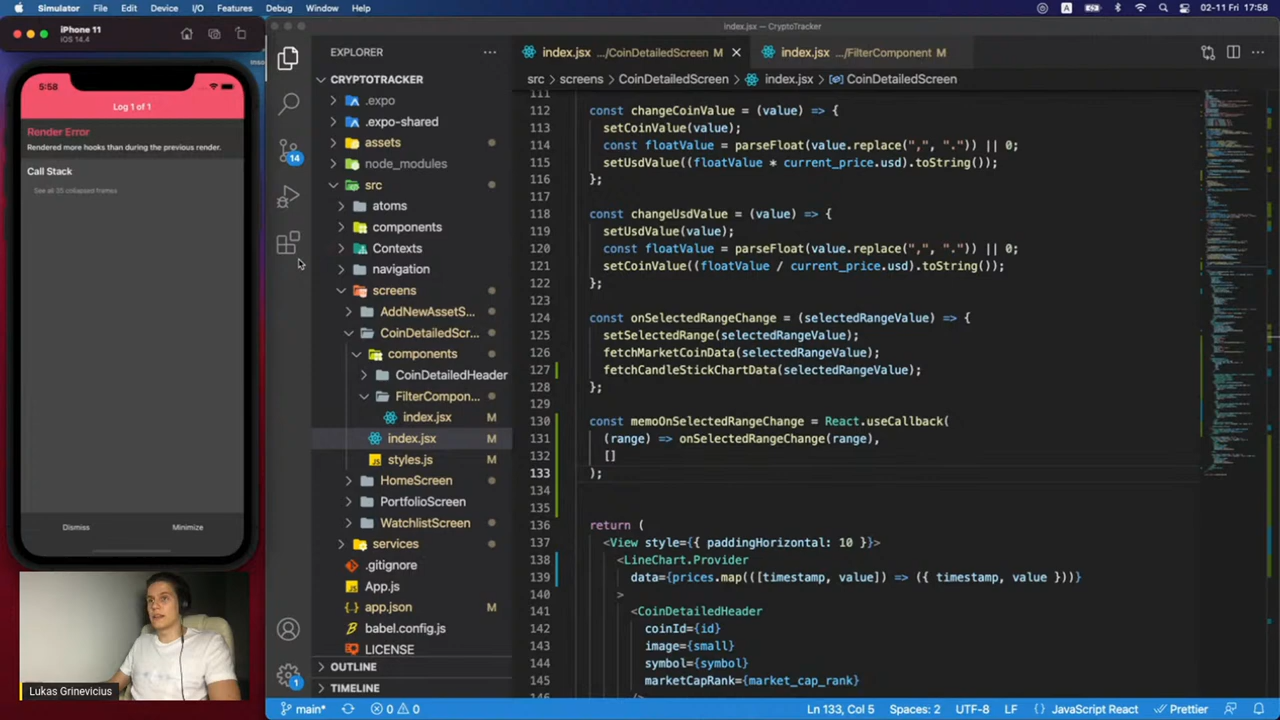 Simulator File Edit Device I/O Features Debug Window Help
A
02-11 Fri 17:58
iPhone 11
iOS 14.4
5:58
Log 1 of 1
Render Error
Rendered more hooks than during the previous render.
Call Stack
See all 35 collapsed frames
Dismiss Minimize
Lukas Grinevicius
index.jsx — CryptoTracker
14
1
EXPLORER
CRYPTOTRACKER
.expo
.expo-shared
assets
node_modules
src
atoms
components
Contexts
navigation
screens
AddNewAssetS...
CoinDetailedScr...
components
CoinDetailedHeader
FilterCompon...
index.jsx M
index.jsx M
styles.js M
HomeScreen
PortfolioScreen
WatchlistScreen
services
.gitignore
App.js
app.json M
babel.config.js
LICENSE
OUTLINE
TIMELINE
index.jsx .../CoinDetailedScreen M
index.jsx .../FilterComponent M
src > screens > CoinDetailedScreen > index.jsx > CoinDetailedScreen
111
112 const changeCoinValue = (value) => {
113 setCoinValue(value);
114 const floatValue = parseFloat(value.replace(",", ".")) || 0;
115 setUsdValue((floatValue * current_price.usd).toString());
116 };
117
118 const changeUsdValue = (value) => {
119 setUsdValue(value);
120 const floatValue = parseFloat(value.replace(",", ".")) || 0;
121 setCoinValue((floatValue / current_price.usd).toString());
122 };
123
124 const onSelectedRangeChange = (selectedRangeValue) => {
125 setSelectedRange(selectedRangeValue);
126 fetchMarketCoinData(selectedRangeValue);
127 fetchCandleStickChartData(selectedRangeValue);
128 };
129
130 const memoOnSelectedRangeChange = React.useCallback(
131 (range) => onSelectedRangeChange(range),
132 []
133 );
134
135
136 return (
137 <View style={{ paddingHorizontal: 10 }}>
138 <LineChart.Provider
139 data={prices.map(([timestamp, value]) => ({ timestamp, value }))}
140 >
141 <CoinDetailedHeader
142 coinId={id}
143 image={small}
144 symbol={symbol}
145 marketCapRank={market_cap_rank}
146 />
main* 0 0 Ln 133, Col 5 Spaces: 2 UTF-8 LF {} JavaScript React Prettier